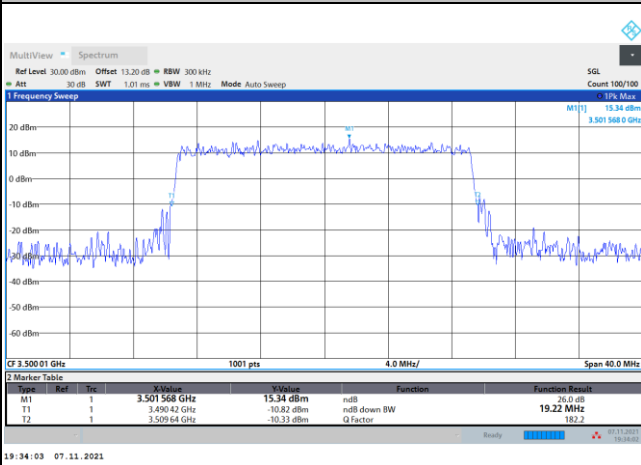 MultiView Spectrum
Ref Level 30.00 dBm Offset 13.20 dB RBW 300 kHz SGL
Att 30 dB SWT 1.01 ms VBW 1 MHz Mode Auto Sweep Count 100/100
1 Frequency Sweep 1Pk Max
M1[1] 15.34 dBm
3.501 568 0 GHz
20 dBm
M1
10 dBm
0 dBm
T1 T2
-10 dBm
-20 dBm
-30 dBm
-40 dBm
-50 dBm
-60 dBm
CF 3.500 01 GHz 1001 pts 4.0 MHz/ Span 40.0 MHz
2 Marker Table
Type Ref Trc X-Value Y-Value Function Function Result
M1 1 3.501 568 GHz 15.34 dBm ndB 26.0 dB
T1 1 3.490 42 GHz -10.82 dBm ndB down BW 19.22 MHz
T2 1 3.509 64 GHz -10.33 dBm Q Factor 182.2
Ready 07.11.2021
19:34:02
19:34:03 07.11.2021